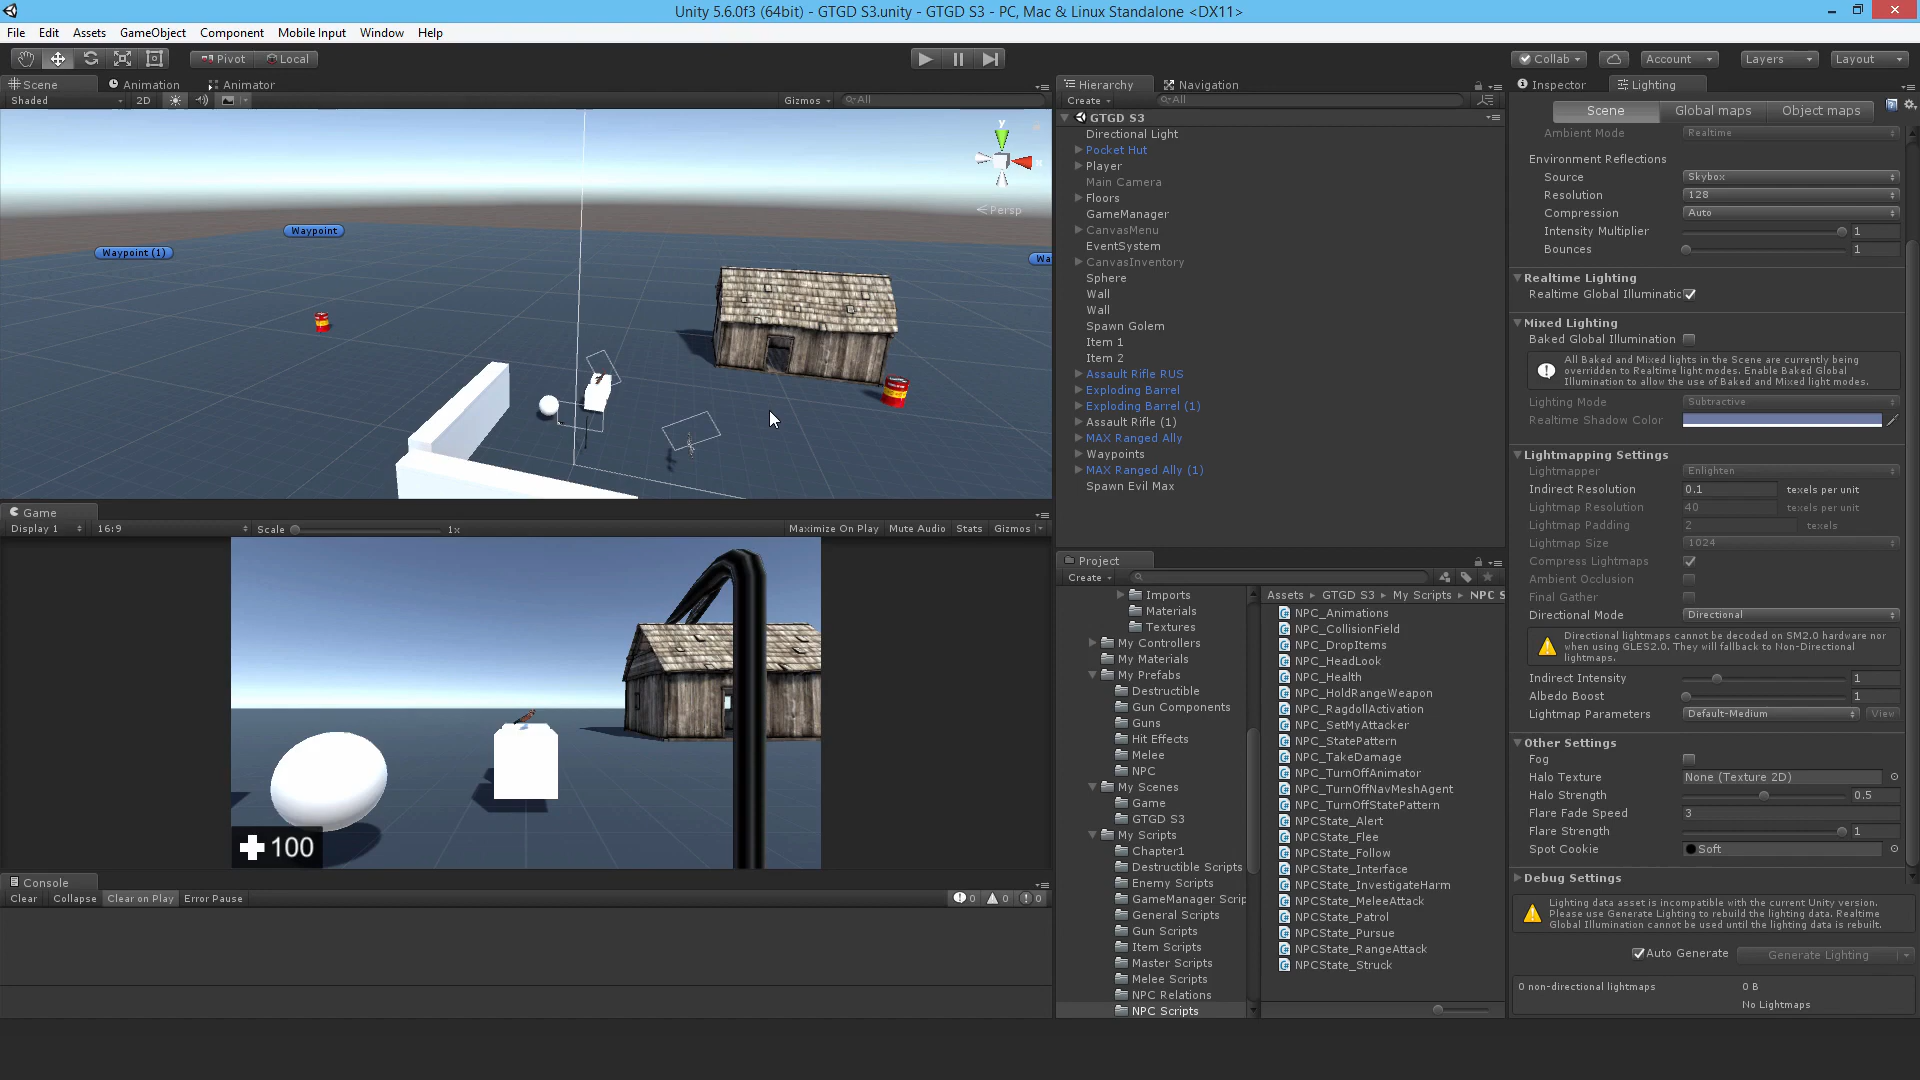 Unity 5.6.0f3 (64bit) - GTGD S3.unity - GTGD S3 - PC, Mac & Linux Standalone <DX11>
File Edit Assets GameObject Component Mobile Input Window Help
Pivot Local
Collab Account Layers Layout
Scene Animation Animator
Shaded 2D Gizmos All
y
x
Persp
Waypoint
Waypoint (1)
Wa
Game
Display 1 16:9 Scale 1x Maximize On Play Mute Audio Stats Gizmos
100
Console
Clear Collapse Clear on Play Error Pause 0 0 0
Hierarchy Navigation
Create All
GTGD S3
Directional Light
Pocket Hut
Player
Main Camera
Floors
GameManager
CanvasMenu
EventSystem
CanvasInventory
Sphere
Wall
Wall
Spawn Golem
Item 1
Item 2
Assault Rifle RUS
Exploding Barrel
Exploding Barrel (1)
Assault Rifle (1)
MAX Ranged Ally
Waypoints
MAX Ranged Ally (1)
Spawn Evil Max
Project
Create
Imports
Materials
Textures
My Controllers
My Materials
My Prefabs
Destructible
Gun Components
Guns
Hit Effects
Melee
NPC
My Scenes
Game
GTGD S3
My Scripts
Chapter1
Destructible Scripts
Enemy Scripts
GameManager Scrip
General Scripts
Gun Scripts
Item Scripts
Master Scripts
Melee Scripts
NPC Relations
NPC Scripts
Assets GTGD S3 My Scripts NPC S
NPC_Animations
NPC_CollisionField
NPC_DropItems
NPC_HeadLook
NPC_Health
NPC_HoldRangeWeapon
NPC_RagdollActivation
NPC_SetMyAttacker
NPC_StatePattern
NPC_TakeDamage
NPC_TurnOffAnimator
NPC_TurnOffNavMeshAgent
NPC_TurnOffStatePattern
NPCState_Alert
NPCState_Flee
NPCState_Follow
NPCState_Interface
NPCState_InvestigateHarm
NPCState_MeleeAttack
NPCState_Patrol
NPCState_Pursue
NPCState_RangeAttack
NPCState_Struck
Inspector Lighting
Scene Global maps Object maps
Ambient Mode Realtime
Environment Reflections
Source Skybox
Resolution 128
Compression Auto
Intensity Multiplier 1
Bounces 1
Realtime Lighting
Realtime Global Illuminatic
Mixed Lighting
Baked Global Illumination
All Baked and Mixed lights in the Scene are currently being
overridden to Realtime light modes. Enable Baked Global
Illumination to allow the use of Baked and Mixed light modes.
Lighting Mode Subtractive
Realtime Shadow Color
Lightmapping Settings
Lightmapper Enlighten
Indirect Resolution 0.1 texels per unit
Lightmap Resolution 40 texels per unit
Lightmap Padding 2 texels
Lightmap Size 1024
Compress Lightmaps
Ambient Occlusion
Final Gather
Directional Mode Directional
Directional lightmaps cannot be decoded on SM2.0 hardware nor
when using GLES2.0. They will fallback to Non-Directional
lightmaps.
Indirect Intensity 1
Albedo Boost 1
Lightmap Parameters Default-Medium View
Other Settings
Fog
Halo Texture None (Texture 2D)
Halo Strength 0.5
Flare Fade Speed 3
Flare Strength 1
Spot Cookie Soft
Debug Settings
Lighting data asset is incompatible with the current Unity version.
Please use Generate Lighting to rebuild the lighting data. Realtime
Global Illumination cannot be used until the lighting data is rebuilt.
Auto Generate Generate Lighting
0 non-directional lightmaps 0 B
No Lightmaps